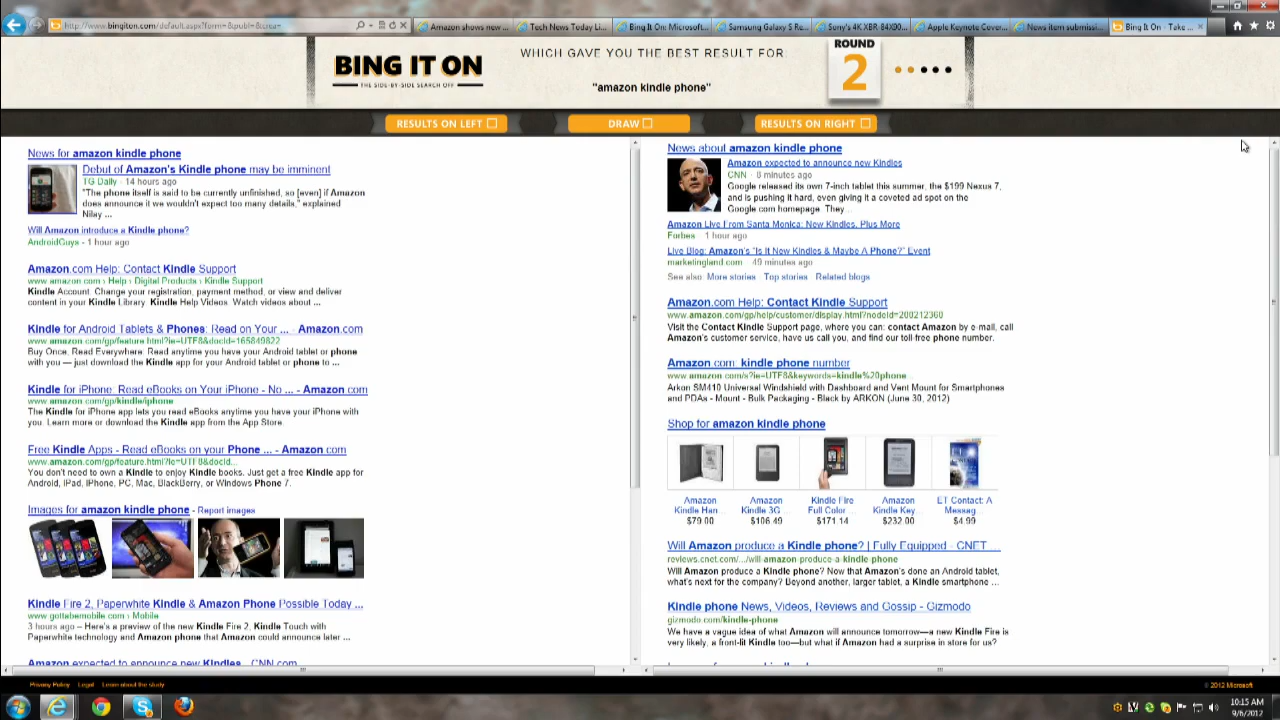 http://www.bingiton.com/default.aspx?form=&publ=&crea=
Amazon shows new ...
Tech News Today Li...
Bing It On: Microsoft...
Samsung Galaxy S Re...
Sony's 4K XBR-84X90...
Apple Keynote Cover...
News item submissi...
Bing It On - Take ...
BING IT ON
THE SIDE-BY-SIDE SEARCH OFF
WHICH GAVE YOU THE BEST RESULT FOR:
"amazon kindle phone"
ROUND
2
RESULTS ON LEFT
DRAW
RESULTS ON RIGHT
News for amazon kindle phone
Debut of Amazon's Kindle phone may be imminent
TG Daily - 14 hours ago
"The phone itself is said to be currently unfinished, so [even] if Amazon
does announce it we wouldn't expect too many details," explained
Nilay ...
Will Amazon introduce a Kindle phone?
AndroidGuys - 1 hour ago
Amazon.com Help: Contact Kindle Support
www.amazon.com › Help › Digital Products › Kindle Support
Kindle Account. Change your registration, payment method, or view and deliver
content in your Kindle Library. Kindle Help Videos. Watch videos about ...
Kindle for Android Tablets & Phones: Read on Your ... - Amazon.com
www.amazon.com/gp/feature.html?ie=UTF8&docId=165849822
Buy Once, Read Everywhere: Read anytime you have your Android tablet or phone
with you — just download the Kindle app for your Android tablet or phone to ...
Kindle for iPhone: Read eBooks on Your iPhone - No ... - Amazon.com
www.amazon.com/gp/kindle/iphone
The Kindle for iPhone app lets you read eBooks anytime you have your iPhone with
you. Learn more or download the Kindle app from the App Store.
Free Kindle Apps - Read eBooks on your Phone ... - Amazon.com
www.amazon.com/gp/feature.html?ie=UTF8&docId...
You don't need to own a Kindle to enjoy Kindle books. Just get a free Kindle app for
Android, iPad, iPhone, PC, Mac, BlackBerry, or Windows Phone 7.
Images for amazon kindle phone - Report images
Kindle Fire 2, Paperwhite Kindle & Amazon Phone Possible Today ...
www.gottabemobile.com › Mobile
3 hours ago – Here's a preview of the new Kindle Fire 2, Kindle Touch with
Paperwhite technology and Amazon phone that Amazon could announce later ...
Amazon expected to announce new Kindles - CNN.com
News about amazon kindle phone
Amazon expected to announce new Kindles
CNN · 8 minutes ago
Google released its own 7-inch tablet this summer, the $199 Nexus 7,
and is pushing it hard, even giving it a coveted ad spot on the
Google.com homepage. They...
Amazon Live From Santa Monica: New Kindles, Plus More
Forbes 1 hour ago
Live Blog: Amazon's "Is It New Kindles & Maybe A Phone?" Event
marketingland.com 49 minutes ago
See also: More stories Top stories Related blogs
Amazon.com Help: Contact Kindle Support
www.amazon.com/gp/help/customer/display.html?nodeId=200212360
Visit the Contact Kindle Support page, where you can: contact Amazon by e-mail, call
Amazon's customer service, have us call you, and find our toll-free phone number.
Amazon com: kindle phone number
www.amazon.com/s?ie=UTF8&keywords=kindle%20phone...
Arkon SM410 Universal Windshield with Dashboard and Vent Mount for Smartphones
and PDAs - Mount - Bulk Packaging - Black by ARKON (June 30, 2012)
Shop for amazon kindle phone
Amazon Kindle Han... $79.00
Amazon Kindle 3G ... $106.49
Kindle Fire Full Color ... $171.14
Amazon Kindle Key... $232.00
ET Contact: A Messag... $4.99
Will Amazon produce a Kindle phone? | Fully Equipped - CNET ...
reviews.cnet.com/.../will-amazon-produce-a-kindle-phone
Will Amazon produce a Kindle phone? Now that Amazon's done an Android tablet,
what's next for the company? Beyond another, larger tablet, a Kindle smartphone ...
Kindle phone News, Videos, Reviews and Gossip - Gizmodo
gizmodo.com/kindle-phone
We have a vague idea of what Amazon will announce tomorrow—a new Kindle Fire is
very likely, a front-lit Kindle too—but what if Amazon had a surprise in store for us?
Privacy Policy Legal Learn about the study
© 2012 Microsoft
10:15 AM
9/6/2012